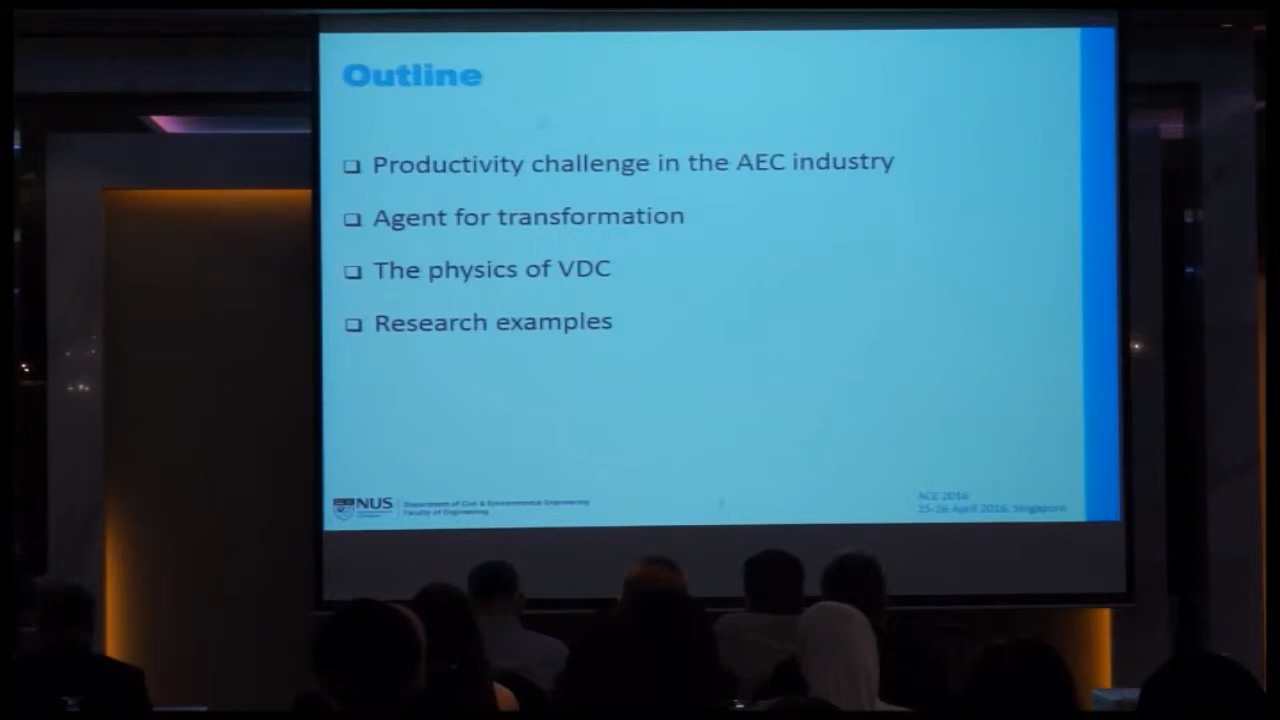 Outline
Productivity challenge in the AEC industry
Agent for transformation
The physics of VDC
Research examples
NUS
Department of Civil & Environmental Engineering
Faculty of Engineering
ACE 2016
25-26 April 2016, Singapore